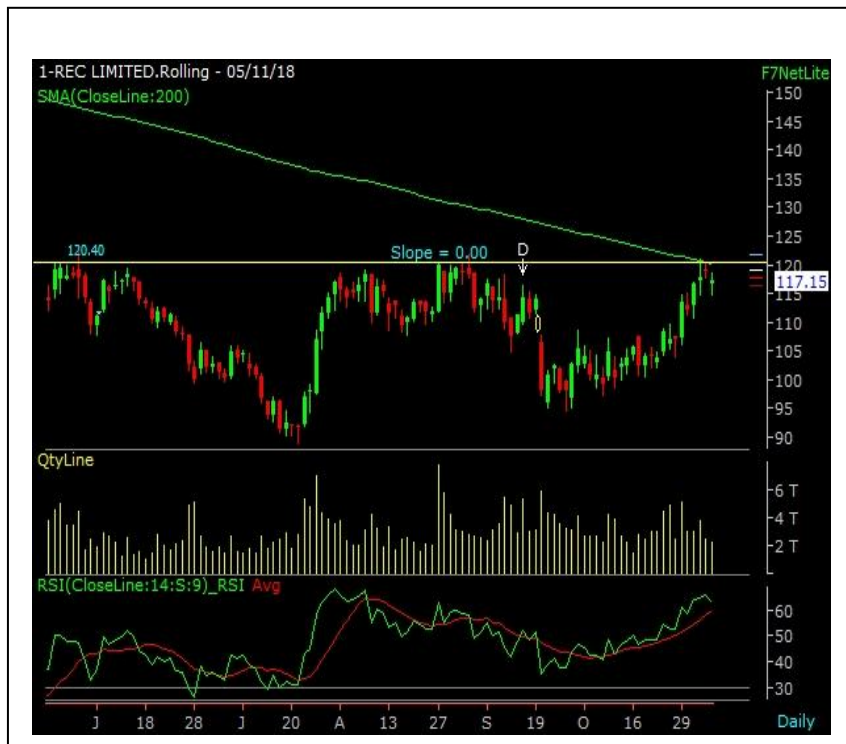 1-REC LIMITED.Rolling - 05/11/18
F7NetLite
SMA(CloseLine:200)
150
145
140
135
130
125
120
117.15
115
110
105
100
95
90
120.40
Slope = 0.00
D
QtyLine
6 T
4 T
2 T
RSI(CloseLine:14:S:9)_RSI Avg
60
50
40
30
J 18 28 J 20 A 13 27 S 19 O 16 29
Daily